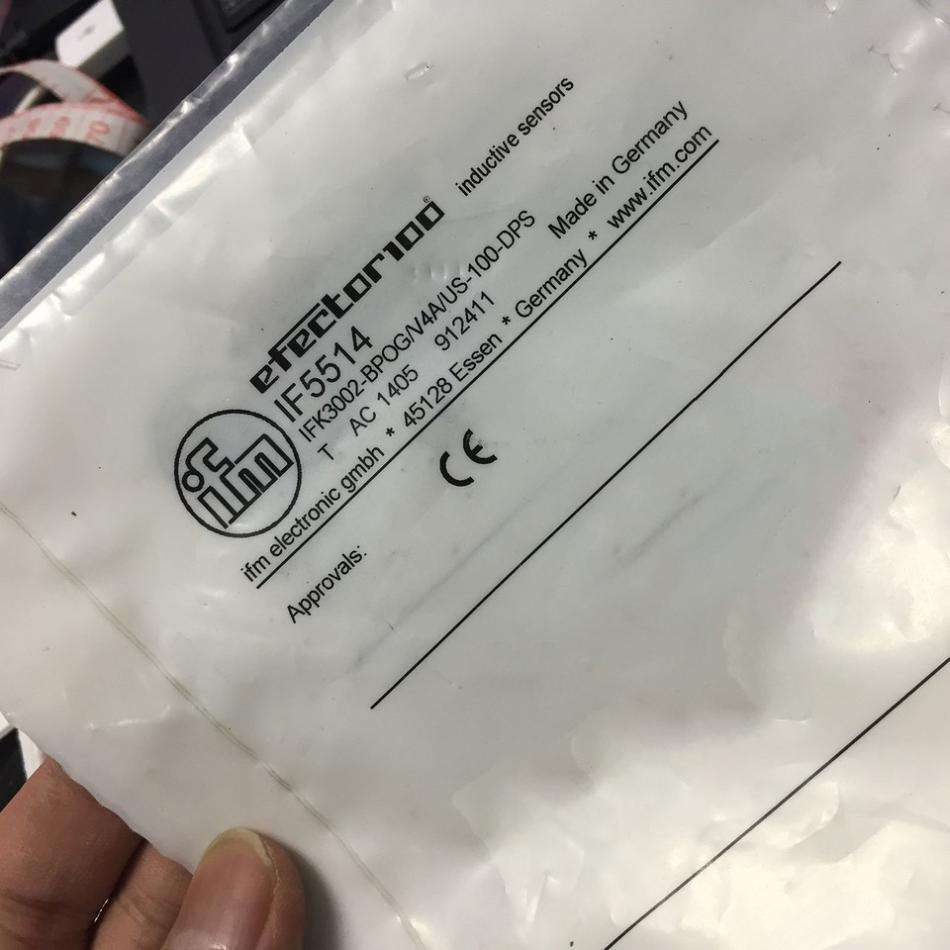 efector100® inductive sensors
ifm
IF5514
IFK3002-BPOG/V4A/US-100-DPS Made in Germany
T AC 1405 912411
ifm electronic gmbh * 45128 Essen * Germany * www.ifm.com
Approvals:
CE